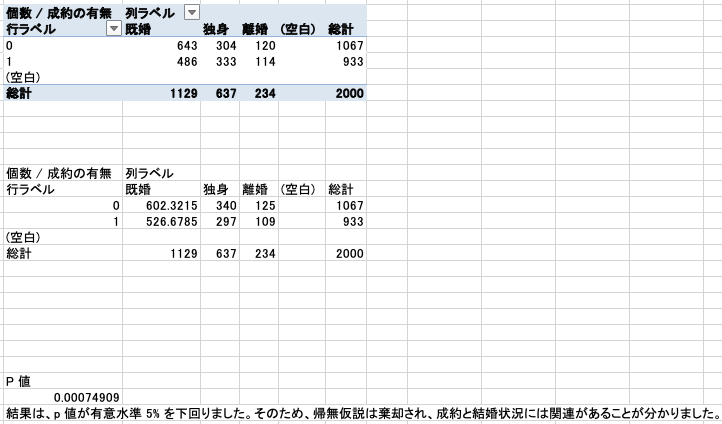 個数 / 成約の有無 列ラベル
行ラベル 既婚 独身 離婚 (空白) 総計
0 643 304 120 1067
1 486 333 114 933
(空白)
総計 1129 637 234 2000
個数 / 成約の有無 列ラベル
行ラベル 既婚 独身 離婚 (空白) 総計
0 602.3215 340 125 1067
1 526.6785 297 109 933
(空白)
総計 1129 637 234 2000
P 値
0.00074909
結果は、p 値が有意水準 5% を下回りました。そのため、帰無仮説は棄却され、成約と結婚状況には関連があることが分かりました。